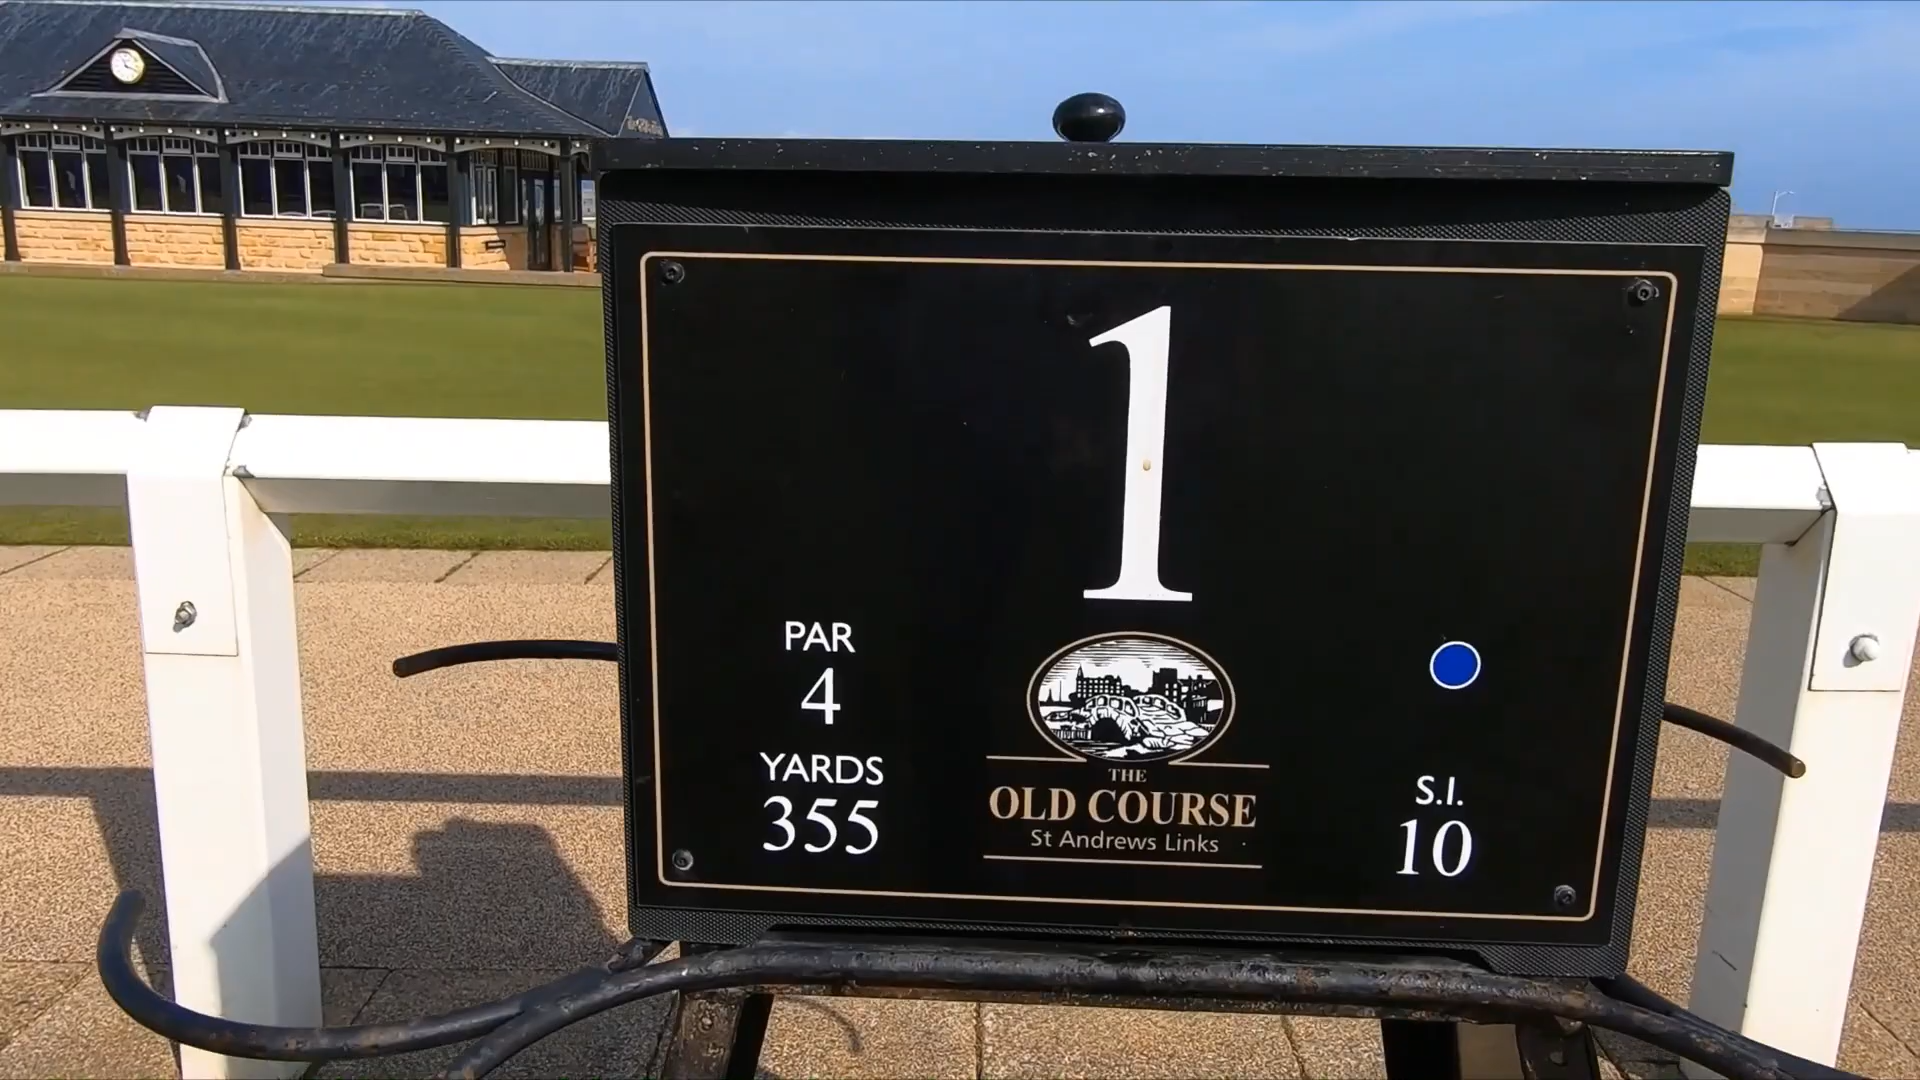 1
PAR
4
YARDS
355
THE
OLD COURSE
St Andrews Links
S.I.
10